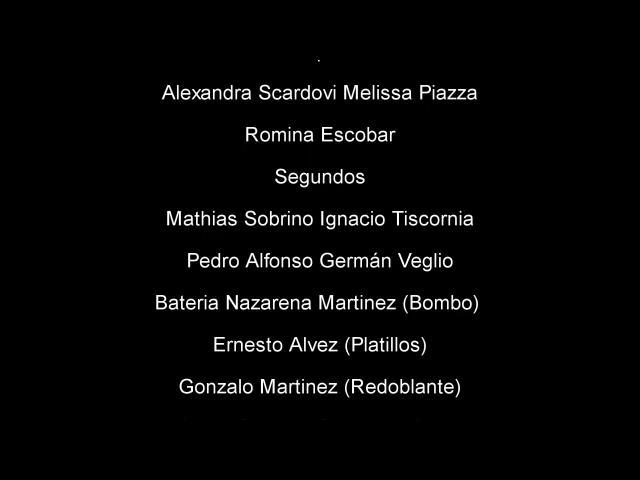 Alexandra Scardovi Melissa Piazza
Romina Escobar
Segundos
Mathias Sobrino Ignacio Tiscornia
Pedro Alfonso Germán Veglio
Bateria Nazarena Martinez (Bombo)
Ernesto Alvez (Platillos)
Gonzalo Martinez (Redoblante)